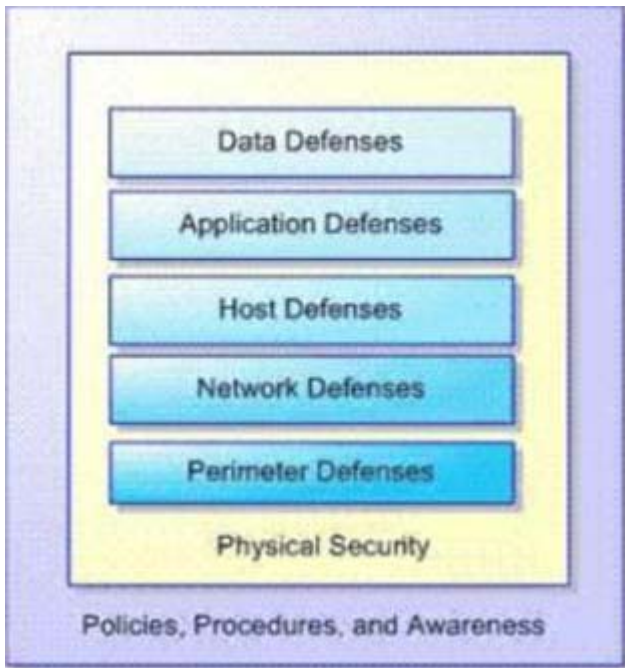 Data Defenses
Application Defenses
Host Defenses
Network Defenses
Perimeter Defenses
Physical Security
Policies, Procedures, and Awareness